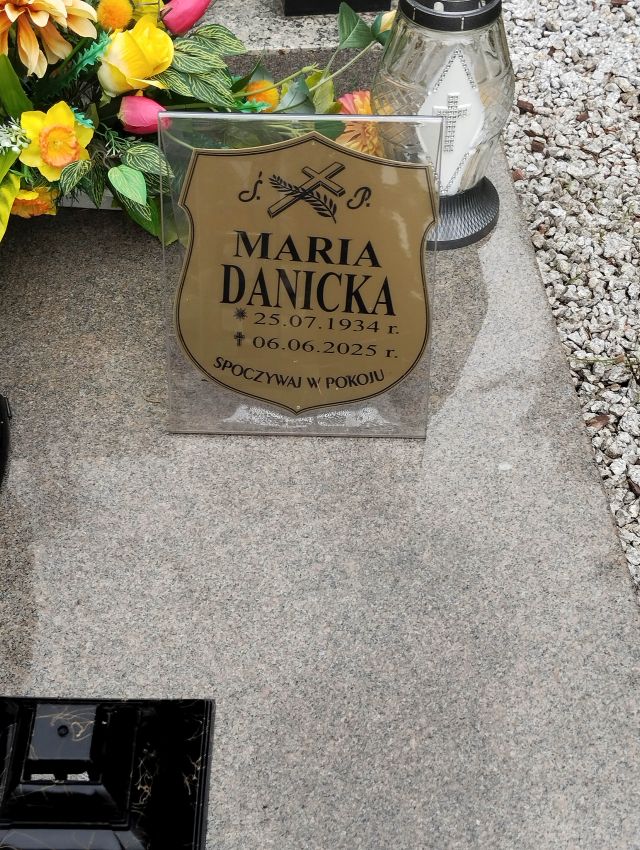 Ś. P.
MARIA
DANICKA
* 25.07.1934 r.
✝ 06.06.2025 r.
SPOCZYWAJ W POKOJU